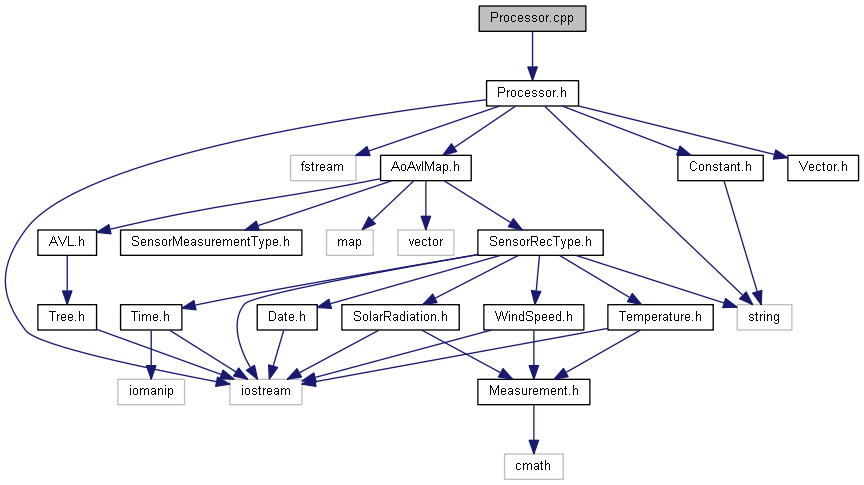 Processor.cpp
Processor.h
fstream
AoAvlMap.h
Constant.h
Vector.h
AVL.h
SensorMeasurementType.h
map
vector
SensorRecType.h
Tree.h
Time.h
Date.h
SolarRadiation.h
WindSpeed.h
Temperature.h
string
iomanip
iostream
Measurement.h
cmath